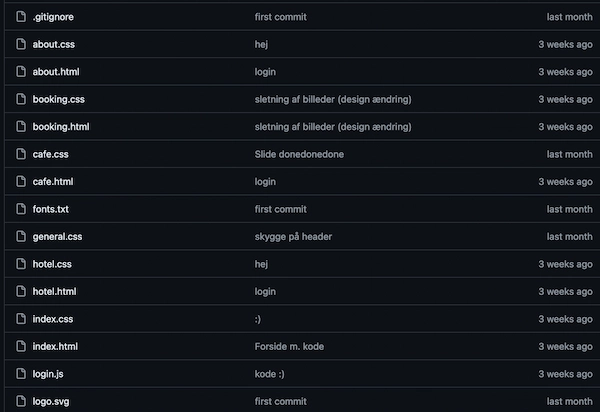 .gitignore first commit last month
about.css hej 3 weeks ago
about.html login 3 weeks ago
booking.css sletning af billeder (design ændring) 3 weeks ago
booking.html sletning af billeder (design ændring) 3 weeks ago
cafe.css Slide donedonedone last month
cafe.html login 3 weeks ago
fonts.txt first commit last month
general.css skygge på header last month
hotel.css hej 3 weeks ago
hotel.html login 3 weeks ago
index.css :) 3 weeks ago
index.html Forside m. kode 3 weeks ago
login.js kode :) 3 weeks ago
logo.svg first commit last month